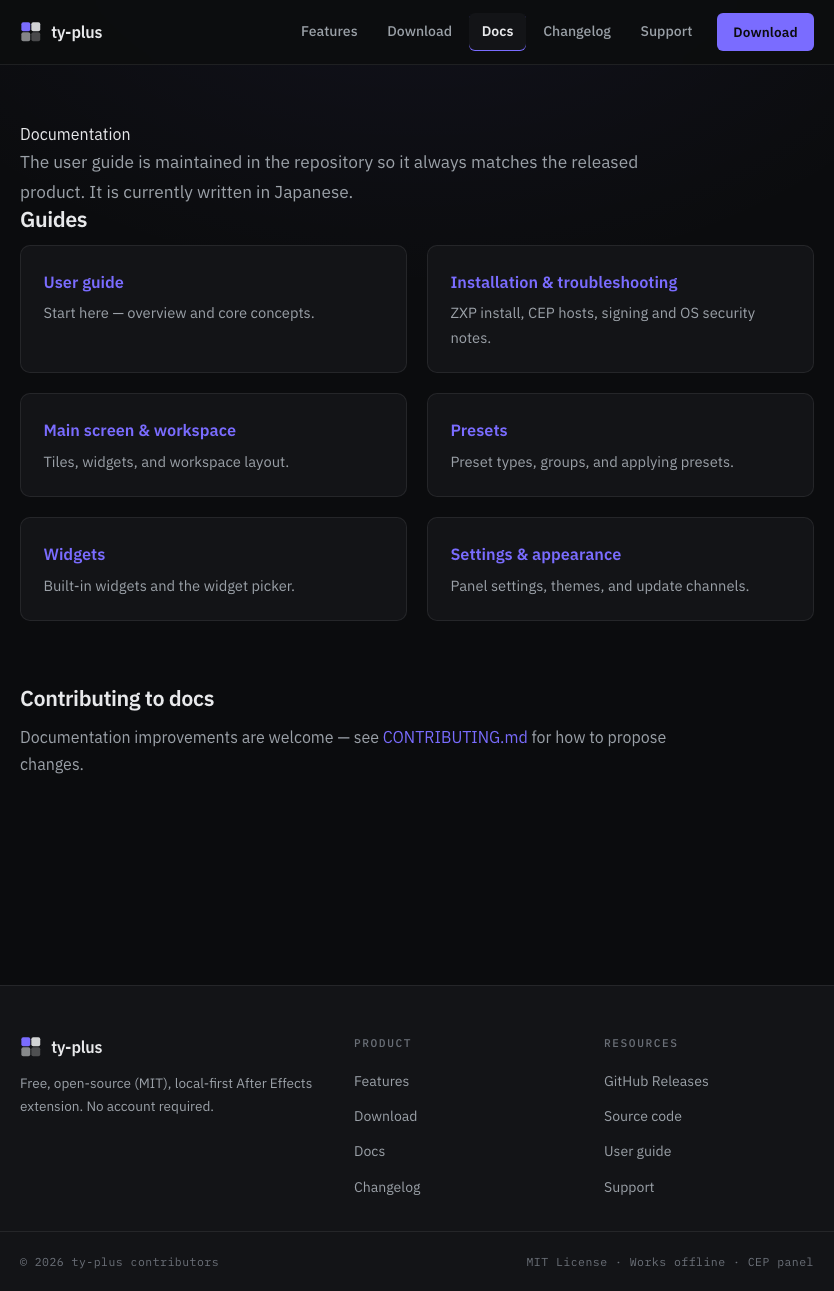 ty-plus
Features
Download
Docs
Changelog
Support
Download
Documentation
The user guide is maintained in the repository so it always matches the released
product. It is currently written in Japanese.
Guides
User guide
Start here — overview and core concepts.
Installation & troubleshooting
ZXP install, CEP hosts, signing and OS security
notes.
Main screen & workspace
Tiles, widgets, and workspace layout.
Presets
Preset types, groups, and applying presets.
Widgets
Built-in widgets and the widget picker.
Settings & appearance
Panel settings, themes, and update channels.
Contributing to docs
Documentation improvements are welcome — see CONTRIBUTING.md for how to propose
changes.
ty-plus
Free, open-source (MIT), local-first After Effects
extension. No account required.
PRODUCT
Features
Download
Docs
Changelog
RESOURCES
GitHub Releases
Source code
User guide
Support
© 2026 ty-plus contributors
MIT License · Works offline · CEP panel